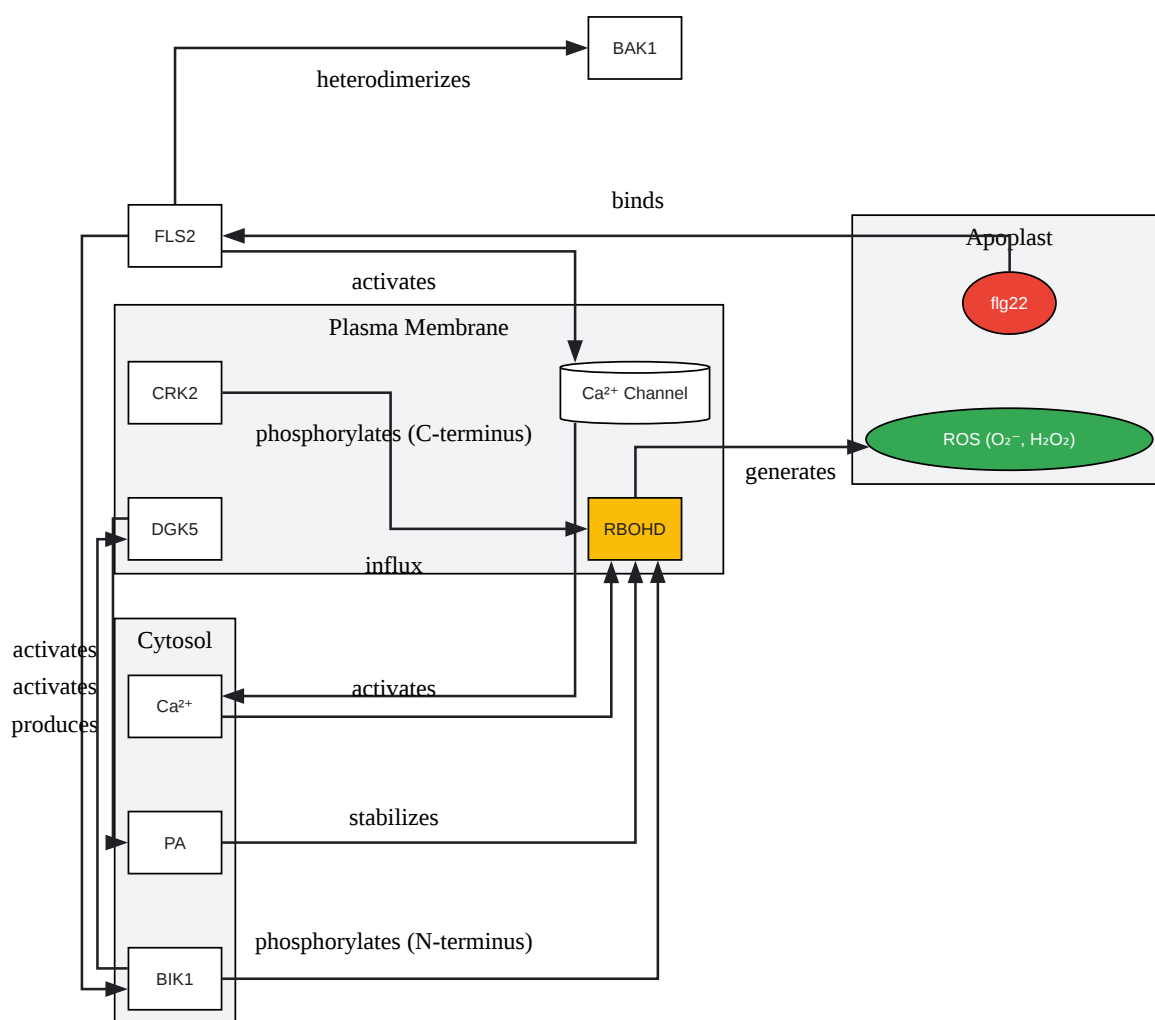 BAK1
heterodimerizes
binds
FLS2
Apoplast
activates
flg22
Plasma Membrane
CRK2
Ca²⁺ Channel
phosphorylates (C-terminus)
ROS (O₂⁻, H₂O₂)
generates
DGK5
RBOHD
influx
Cytosol
activates
activates
activates
Ca²⁺
produces
stabilizes
PA
phosphorylates (N-terminus)
BIK1